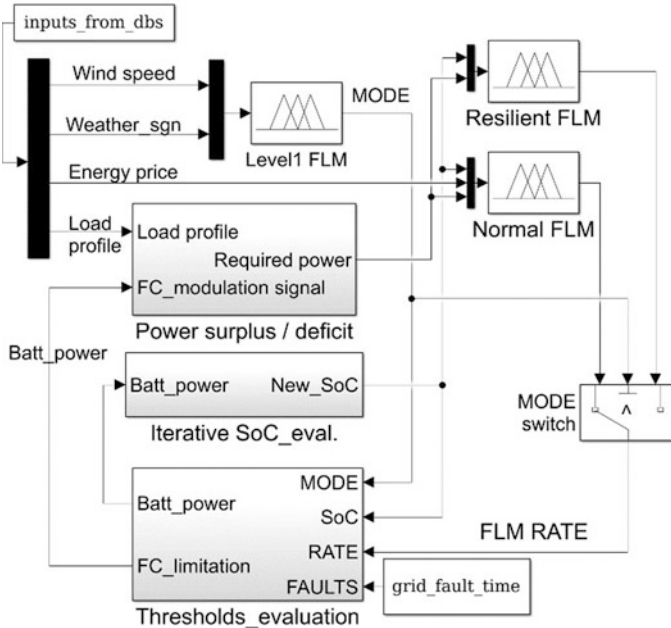 inputs_from_dbs
Wind speed
Weather_sgn
Energy price
Load
profile
MODE
Level1 FLM
Resilient FLM
Normal FLM
Load profile
Required power
FC_modulation signal
Power surplus / deficit
Batt_power
Batt_power
New_SoC
Iterative SoC_eval.
MODE
switch
Batt_power
FC_limitation
MODE
SoC
RATE
FAULTS
Thresholds_evaluation
FLM RATE
grid_fault_time